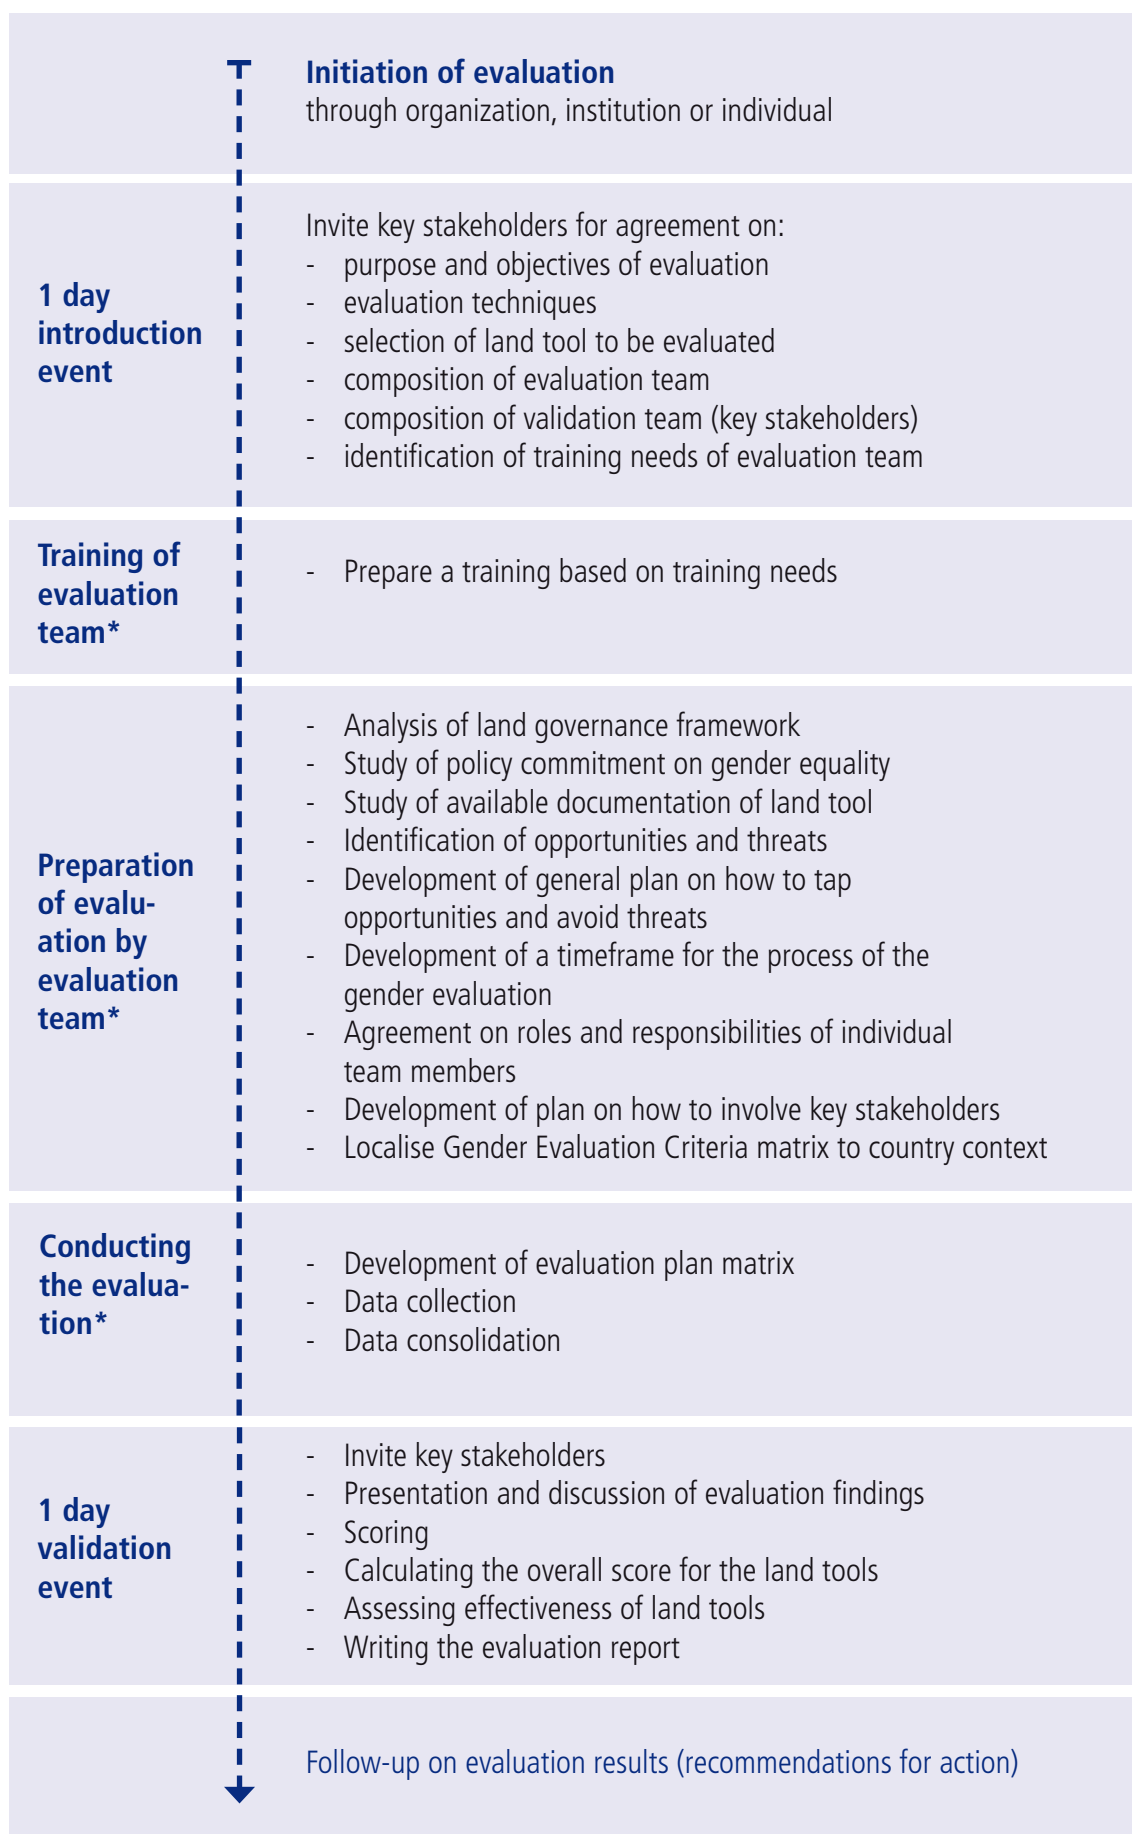 Initiation of evaluation
through organization, institution or individual
1 day
introduction
event
Invite key stakeholders for agreement on:
- purpose and objectives of evaluation
- evaluation techniques
- selection of land tool to be evaluated
- composition of evaluation team
- composition of validation team (key stakeholders)
- identification of training needs of evaluation team
Training of
evaluation
team*
- Prepare a training based on training needs
Preparation
of evalu-
ation by
evaluation
team*
- Analysis of land governance framework
- Study of policy commitment on gender equality
- Study of available documentation of land tool
- Identification of opportunities and threats
- Development of general plan on how to tap
opportunities and avoid threats
- Development of a timeframe for the process of the
gender evaluation
- Agreement on roles and responsibilities of individual
team members
- Development of plan on how to involve key stakeholders
- Localise Gender Evaluation Criteria matrix to country context
Conducting
the evalua-
tion*
- Development of evaluation plan matrix
- Data collection
- Data consolidation
1 day
validation
event
- Invite key stakeholders
- Presentation and discussion of evaluation findings
- Scoring
- Calculating the overall score for the land tools
- Assessing effectiveness of land tools
- Writing the evaluation report
Follow-up on evaluation results (recommendations for action)